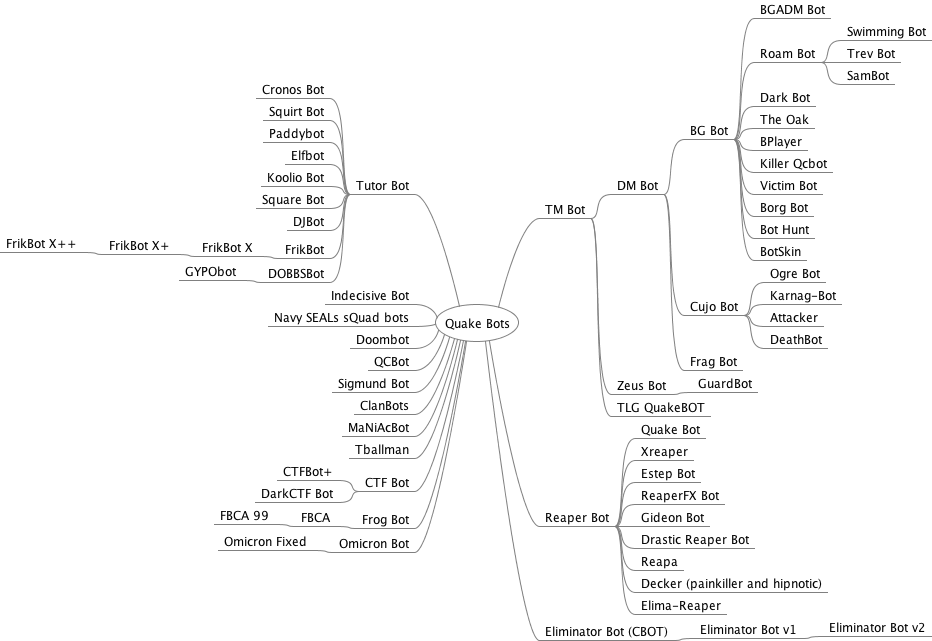 Quake Bots
Tutor Bot
Cronos Bot
Squirt Bot
Paddybot
Elfbot
Koolio Bot
Square Bot
DJBot
FrikBot
FrikBot X
FrikBot X+
FrikBot X++
DOBBSBot
GYPObot
Indecisive Bot
Navy SEALs sQuad bots
Doombot
QCBot
Sigmund Bot
ClanBots
MaNiAcBot
Tballman
CTF Bot
CTFBot+
DarkCTF Bot
Frog Bot
FBCA
FBCA 99
Omicron Bot
Omicron Fixed
TM Bot
DM Bot
BG Bot
BGADM Bot
Roam Bot
Swimming Bot
Trev Bot
SamBot
Dark Bot
The Oak
BPlayer
Killer Qcbot
Victim Bot
Borg Bot
Bot Hunt
BotSkin
Cujo Bot
Ogre Bot
Karnag-Bot
Attacker
DeathBot
Frag Bot
Zeus Bot
GuardBot
TLG QuakeBOT
Reaper Bot
Quake Bot
Xreaper
Estep Bot
ReaperFX Bot
Gideon Bot
Drastic Reaper Bot
Reapa
Decker (painkiller and hipnotic)
Elima-Reaper
Eliminator Bot (CBOT)
Eliminator Bot v1
Eliminator Bot v2